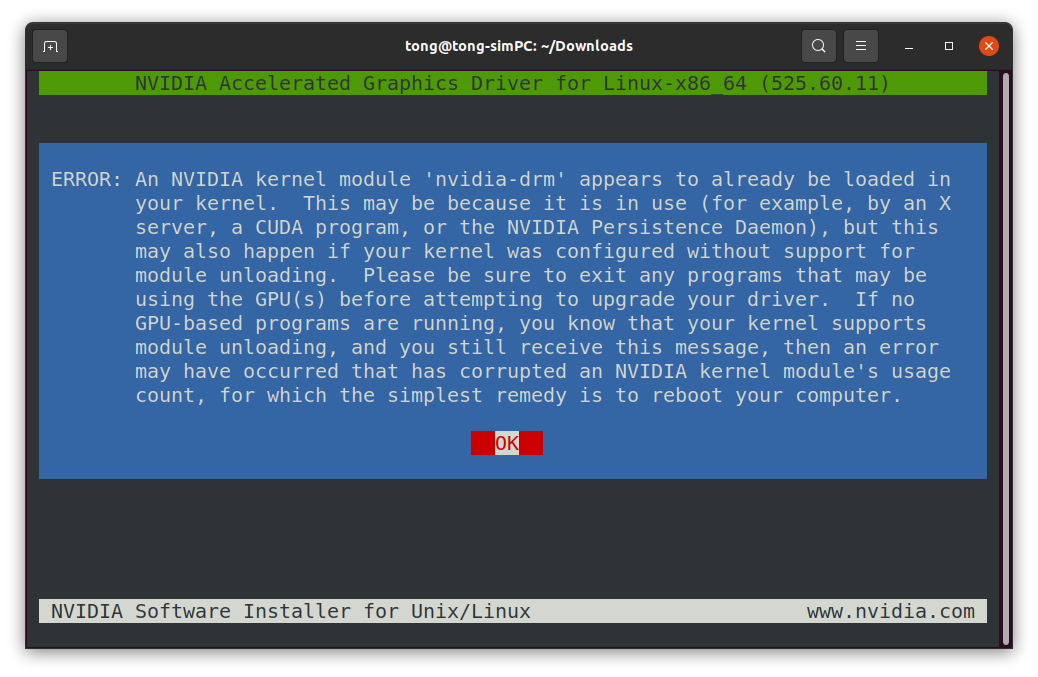 tong@tong-simPC: ~/Downloads
NVIDIA Accelerated Graphics Driver for Linux-x86_64 (525.60.11)
ERROR: An NVIDIA kernel module 'nvidia-drm' appears to already be loaded in
your kernel.  This may be because it is in use (for example, by an X
server, a CUDA program, or the NVIDIA Persistence Daemon), but this
may also happen if your kernel was configured without support for
module unloading.  Please be sure to exit any programs that may be
using the GPU(s) before attempting to upgrade your driver.  If no
GPU-based programs are running, you know that your kernel supports
module unloading, and you still receive this message, then an error
may have occurred that has corrupted an NVIDIA kernel module's usage
count, for which the simplest remedy is to reboot your computer.
OK
NVIDIA Software Installer for Unix/Linux www.nvidia.com